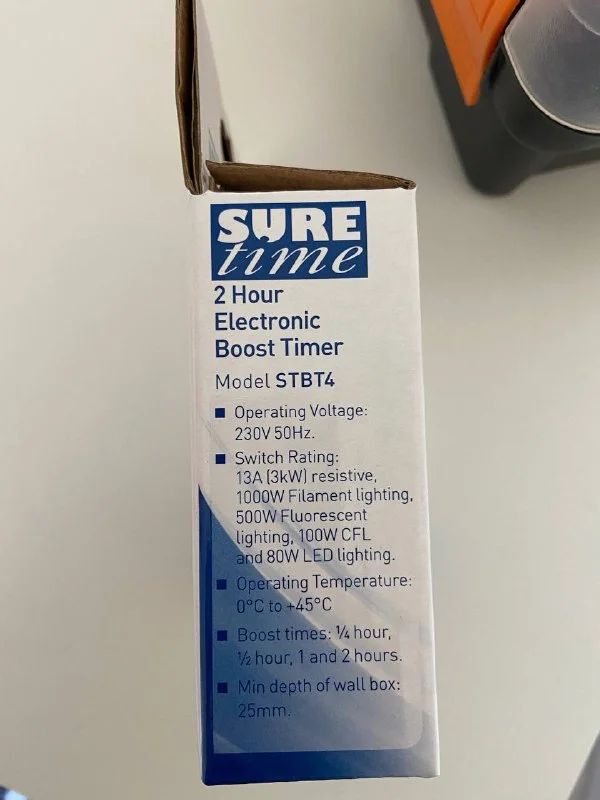 SURE
time
2 Hour
Electronic
Boost Timer
Model STBT4
■ Operating Voltage:
230V 50Hz.
■ Switch Rating:
13A (3kW) resistive,
1000W Filament lighting,
500W Fluorescent
lighting, 100W CFL
and 80W LED lighting.
■ Operating Temperature:
0°C to +45°C
■ Boost times: ¼ hour,
½ hour, 1 and 2 hours.
■ Min depth of wall box:
25mm.